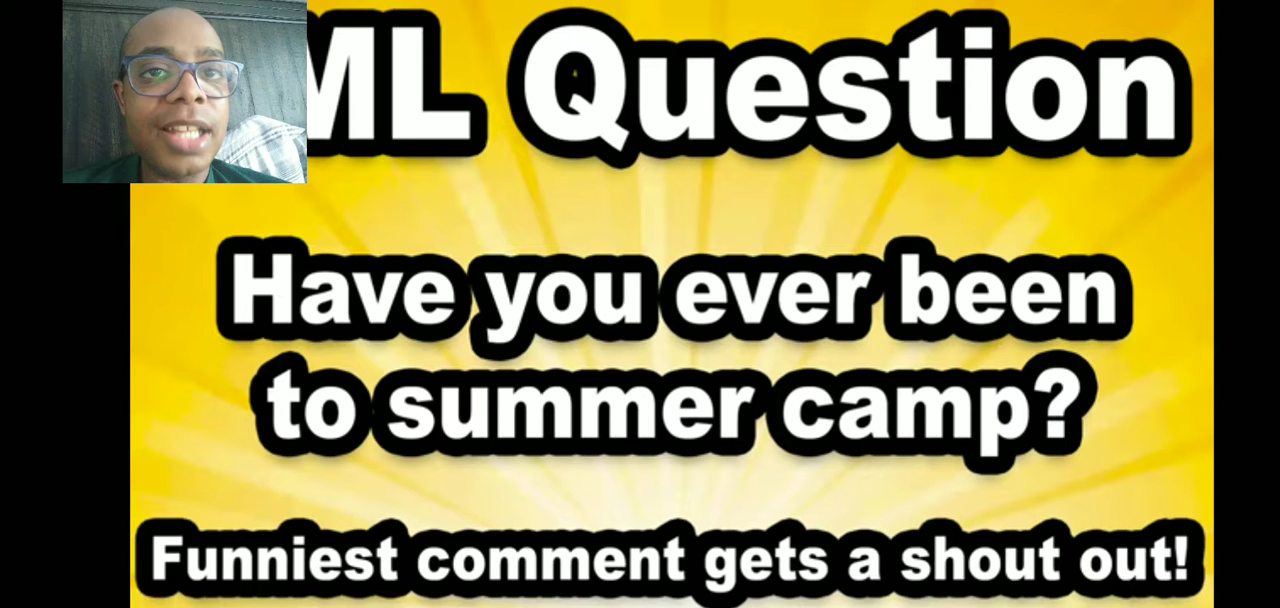 ML Question
Have you ever been
to summer camp?
Funniest comment gets a shout out!